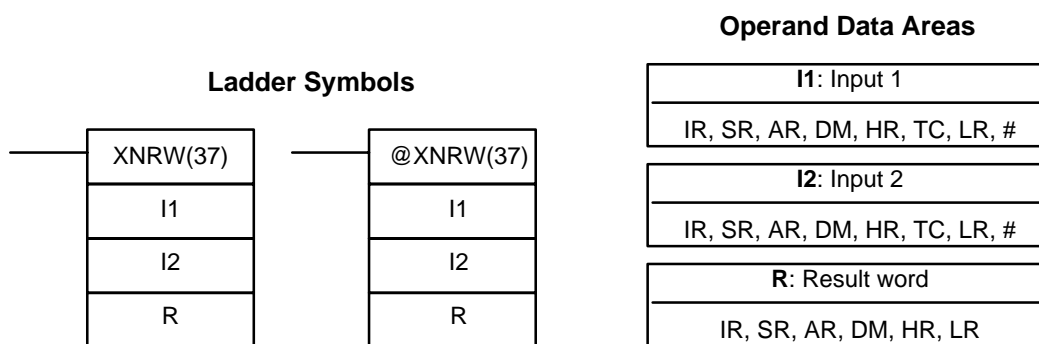 Ladder Symbols
XNRW(37)
I1
I2
R
@XNRW(37)
I1
I2
R
Operand Data Areas
I1: Input 1
IR, SR, AR, DM, HR, TC, LR, #
I2: Input 2
IR, SR, AR, DM, HR, TC, LR, #
R: Result word
IR, SR, AR, DM, HR, LR